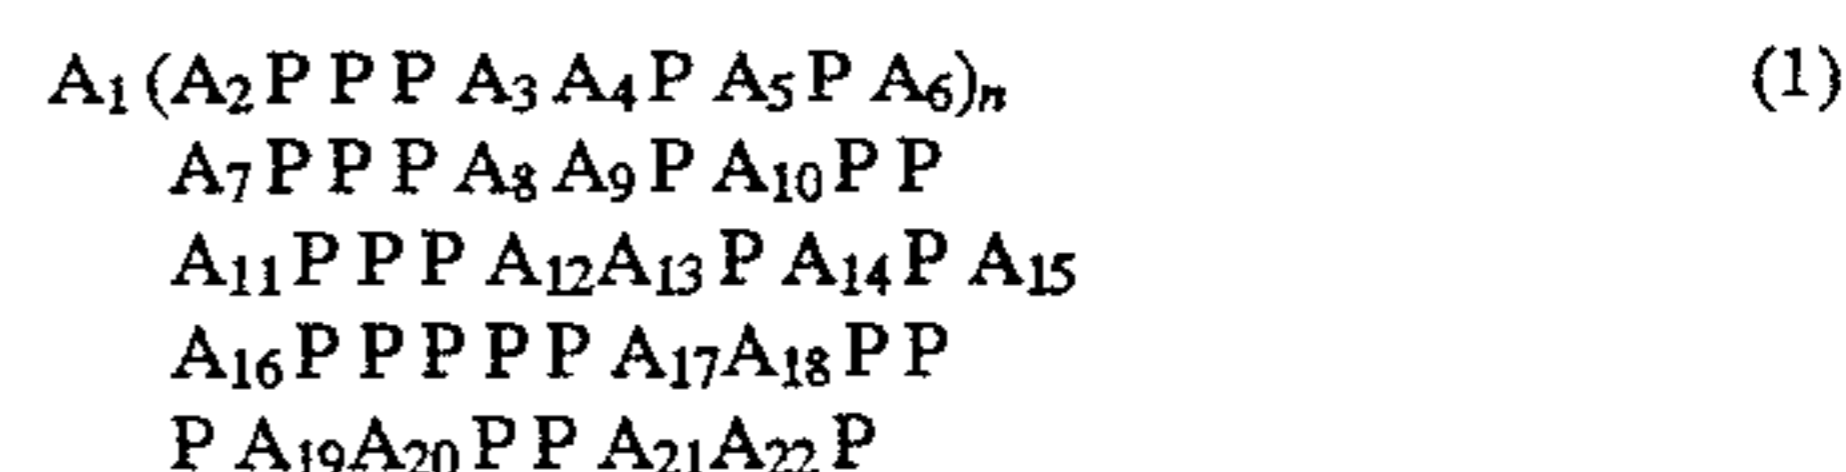 A₁ (A₂ P P P A₃ A₄ P A₅ P A₆)ₙ (1)
A₇ P P P A₈ A₉ P A₁₀ P P
A₁₁ P P P A₁₂ A₁₃ P A₁₄ P A₁₅
A₁₆ P P P P P A₁₇ A₁₈ P P
P A₁₉ A₂₀ P P A₂₁ A₂₂ P